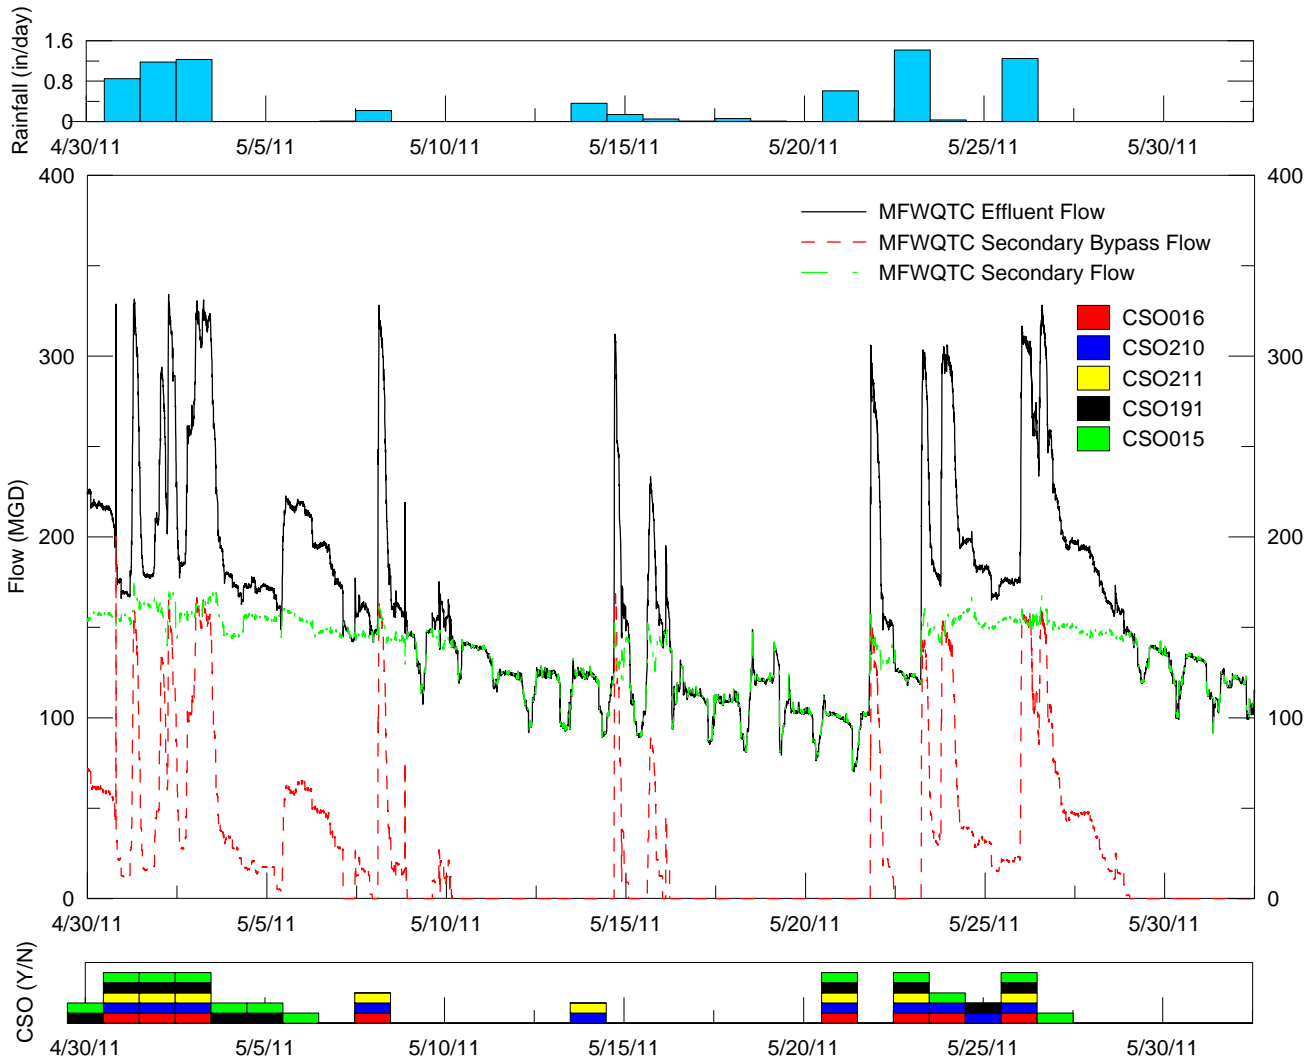 Rainfall (in/day)
1.6
0.8
0
4/30/11 5/5/11 5/10/11 5/15/11 5/20/11 5/25/11 5/30/11
Flow (MGD)
400 400
300 300
200 200
100 100
0 0
MFWQTC Effluent Flow
MFWQTC Secondary Bypass Flow
MFWQTC Secondary Flow
CSO016
CSO210
CSO211
CSO191
CSO015
4/30/11 5/5/11 5/10/11 5/15/11 5/20/11 5/25/11 5/30/11
CSO (Y/N)
4/30/11 5/5/11 5/10/11 5/15/11 5/20/11 5/25/11 5/30/11